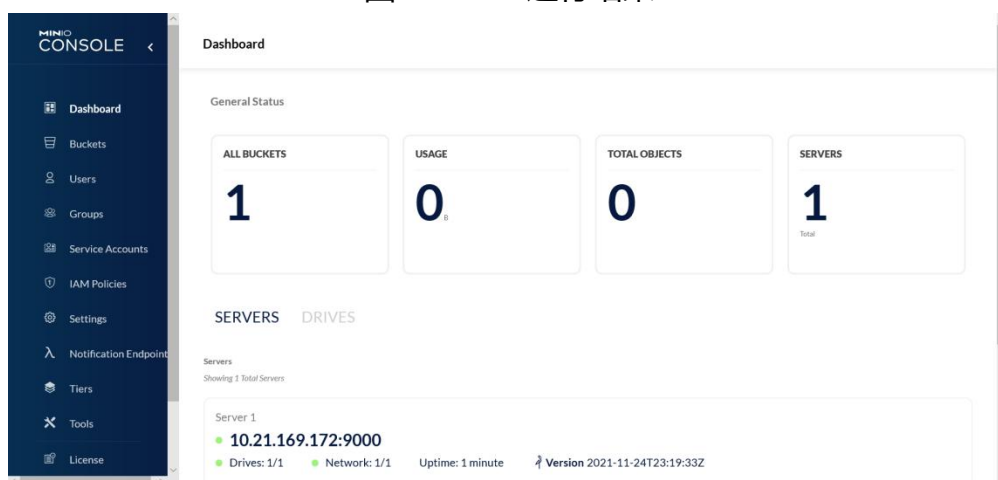 MINIO
CONSOLE
Dashboard
Dashboard
Buckets
Users
Groups
Service Accounts
IAM Policies
Settings
Notification Endpoint
Tiers
Tools
License
General Status
ALL BUCKETS
1
USAGE
0 B
TOTAL OBJECTS
0
SERVERS
1
Total
SERVERS DRIVES
Servers
Showing 1 Total Servers
Server 1
10.21.169.172:9000
Drives: 1/1 Network: 1/1 Uptime: 1 minute Version 2021-11-24T23:19:33Z